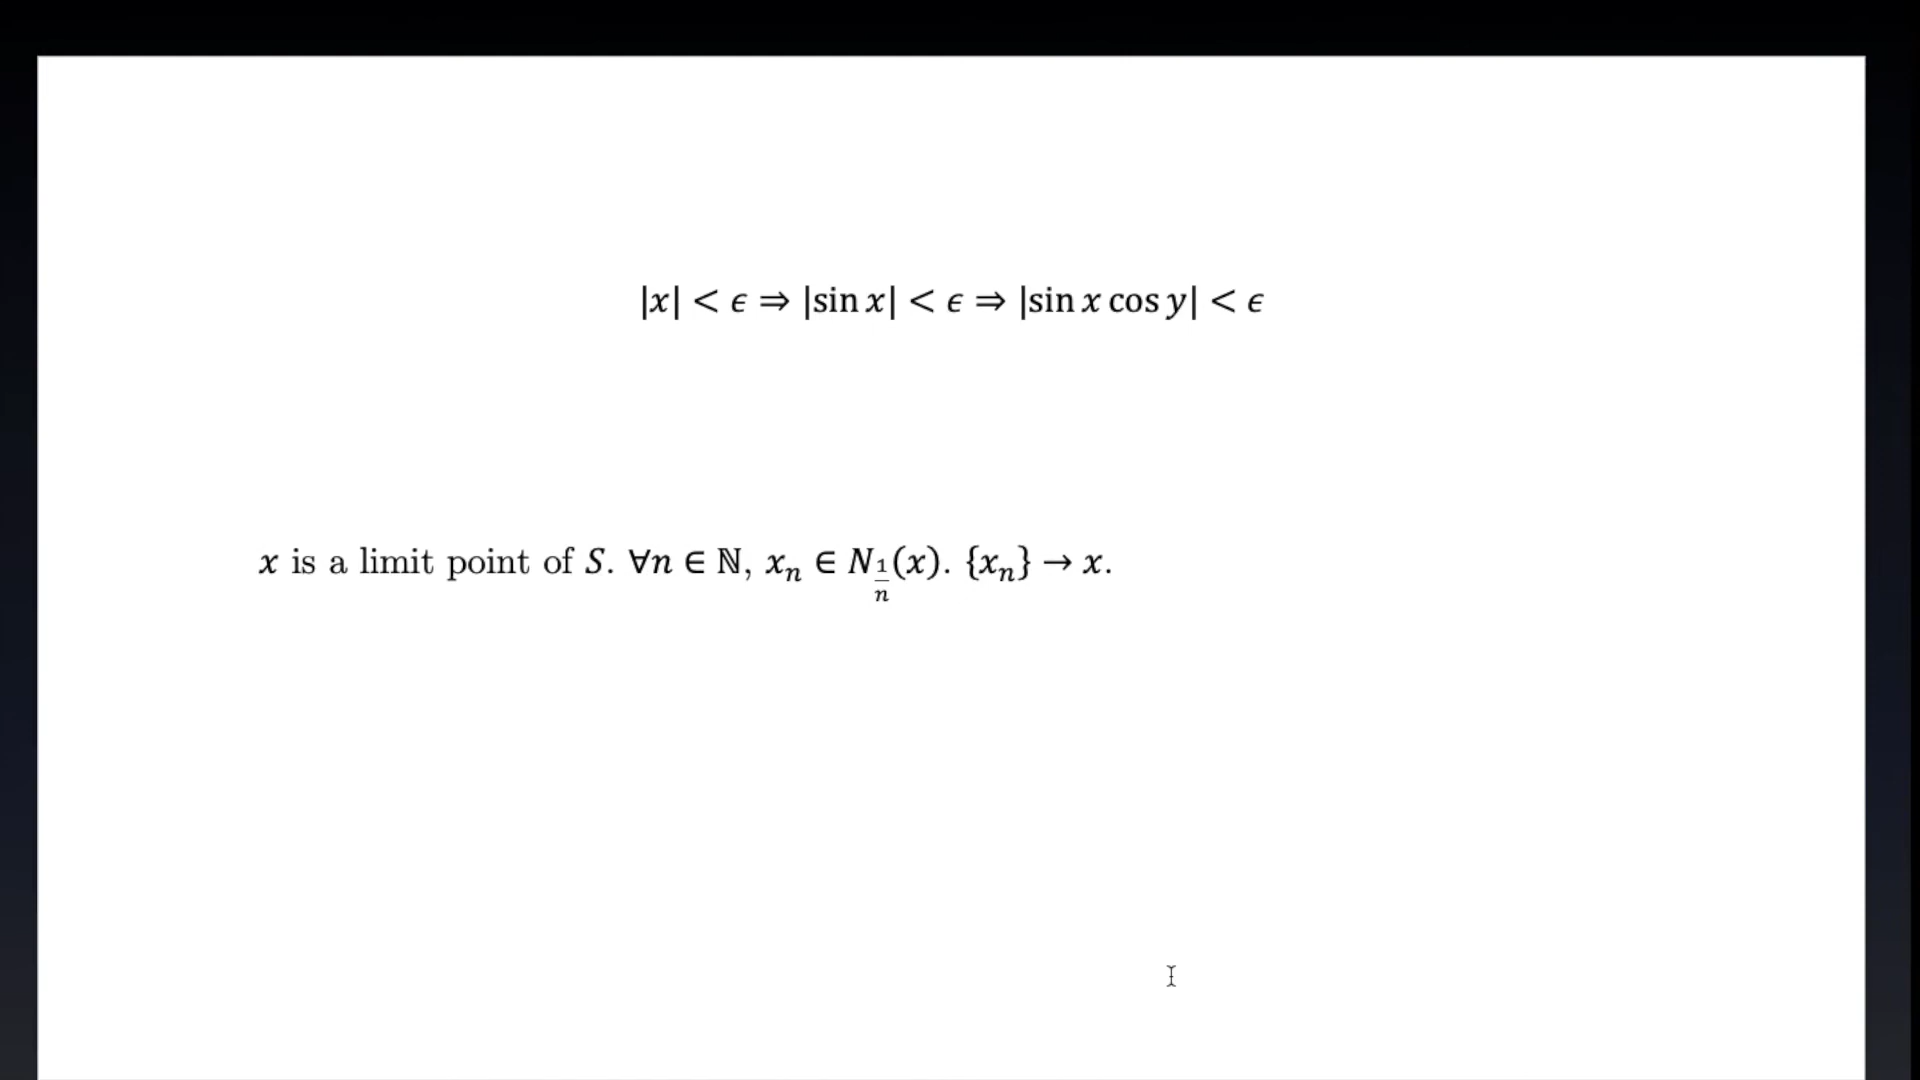 |x| < ϵ ⇒ |sin x| < ϵ ⇒ |sin x cos y| < ϵ
x is a limit point of S. ∀n ∈ ℕ, xₙ ∈ N_{1/n}(x). {xₙ} → x.